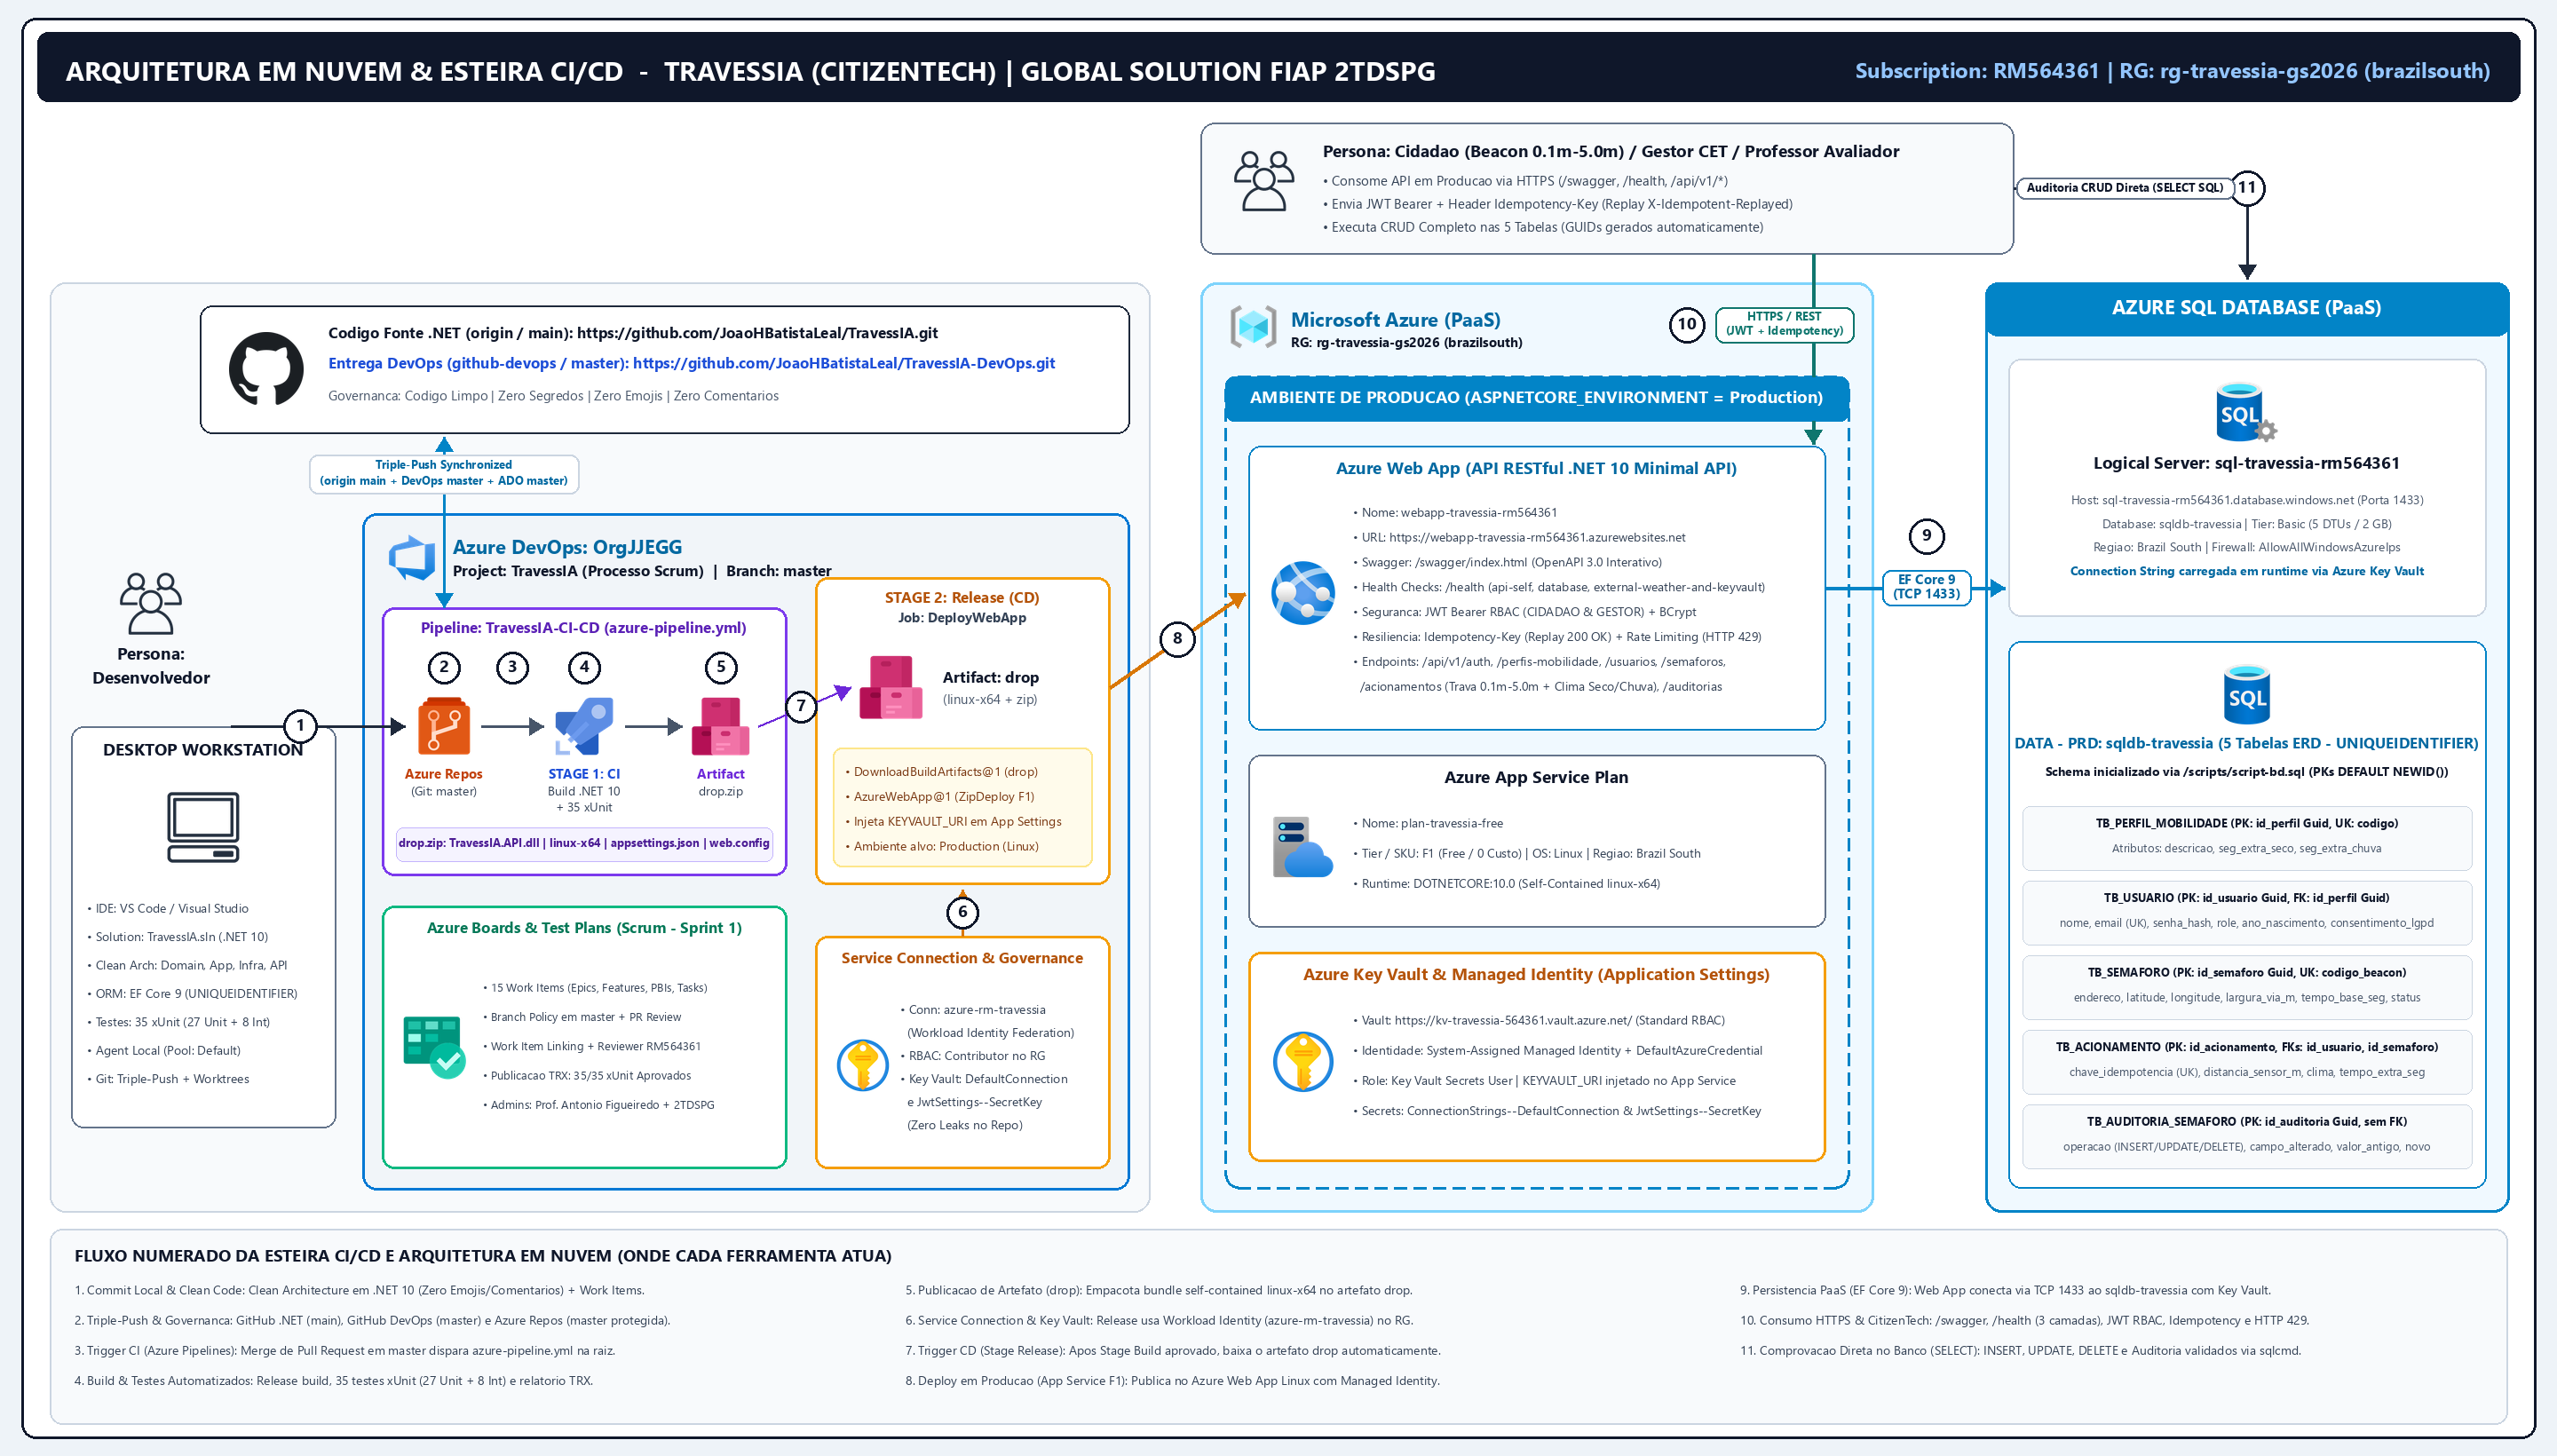 ARQUITETURA EM NUVEM & ESTEIRA CI/CD - TRAVESSIA (CITIZENTECH) | GLOBAL SOLUTION FIAP 2TDSPG
Subscription: RM564361 | RG: rg-travessia-gs2026 (brazilsouth)
Persona: Cidadao (Beacon 0.1m-5.0m) / Gestor CET / Professor Avaliador
• Consome API em Producao via HTTPS (/swagger, /health, /api/v1/*)
• Envia JWT Bearer + Header Idempotency-Key (Replay X-Idempotent-Replayed)
• Executa CRUD Completo nas 5 Tabelas (GUIDs gerados automaticamente)
Auditoria CRUD Direta (SELECT SQL)
11
Codigo Fonte .NET (origin / main): https://github.com/JoaoHBatistaLeal/TravessIA.git
Entrega DevOps (github-devops / master): https://github.com/JoaoHBatistaLeal/TravessIA-DevOps.git
Governanca: Codigo Limpo | Zero Segredos | Zero Emojis | Zero Comentarios
Triple-Push Synchronized
(origin main + DevOps master + ADO master)
Persona:
Desenvolvedor
1
DESKTOP WORKSTATION
• IDE: VS Code / Visual Studio
• Solution: TravessIA.sln (.NET 10)
• Clean Arch: Domain, App, Infra, API
• ORM: EF Core 9 (UNIQUEIDENTIFIER)
• Testes: 35 xUnit (27 Unit + 8 Int)
• Agent Local (Pool: Default)
• Git: Triple-Push + Worktrees
Azure DevOps: OrgJJEGG
Project: TravessIA (Processo Scrum) | Branch: master
Pipeline: TravessIA-CI-CD (azure-pipeline.yml)
2
3
4
5
Azure Repos
(Git: master)
STAGE 1: CI
Build .NET 10
+ 35 xUnit
Artifact
drop.zip
drop.zip: TravessIA.API.dll | linux-x64 | appsettings.json | web.config
7
STAGE 2: Release (CD)
Job: DeployWebApp
Artifact: drop
(linux-x64 + zip)
• DownloadBuildArtifacts@1 (drop)
• AzureWebApp@1 (ZipDeploy F1)
• Injeta KEYVAULT_URI em App Settings
• Ambiente alvo: Production (Linux)
6
8
Azure Boards & Test Plans (Scrum - Sprint 1)
• 15 Work Items (Epics, Features, PBIs, Tasks)
• Branch Policy em master + PR Review
• Work Item Linking + Reviewer RM564361
• Publicacao TRX: 35/35 xUnit Aprovados
• Admins: Prof. Antonio Figueiredo + 2TDSPG
Service Connection & Governance
• Conn: azure-rm-travessia
(Workload Identity Federation)
• RBAC: Contributor no RG
• Key Vault: DefaultConnection
e JwtSettings--SecretKey
(Zero Leaks no Repo)
Microsoft Azure (PaaS)
RG: rg-travessia-gs2026 (brazilsouth)
10
HTTPS / REST
(JWT + Idempotency)
AMBIENTE DE PRODUCAO (ASPNETCORE_ENVIRONMENT = Production)
Azure Web App (API RESTful .NET 10 Minimal API)
• Nome: webapp-travessia-rm564361
• URL: https://webapp-travessia-rm564361.azurewebsites.net
• Swagger: /swagger/index.html (OpenAPI 3.0 Interativo)
• Health Checks: /health (api-self, database, external-weather-and-keyvault)
• Seguranca: JWT Bearer RBAC (CIDADAO & GESTOR) + BCrypt
• Resiliencia: Idempotency-Key (Replay 200 OK) + Rate Limiting (HTTP 429)
• Endpoints: /api/v1/auth, /perfis-mobilidade, /usuarios, /semaforos,
/acionamentos (Trava 0.1m-5.0m + Clima Seco/Chuva), /auditorias
Azure App Service Plan
• Nome: plan-travessia-free
• Tier / SKU: F1 (Free / 0 Custo) | OS: Linux | Regiao: Brazil South
• Runtime: DOTNETCORE:10.0 (Self-Contained linux-x64)
Azure Key Vault & Managed Identity (Application Settings)
• Vault: https://kv-travessia-564361.vault.azure.net/ (Standard RBAC)
• Identidade: System-Assigned Managed Identity + DefaultAzureCredential
• Role: Key Vault Secrets User | KEYVAULT_URI injetado no App Service
• Secrets: ConnectionStrings--DefaultConnection & JwtSettings--SecretKey
9
EF Core 9
(TCP 1433)
AZURE SQL DATABASE (PaaS)
SQL
Logical Server: sql-travessia-rm564361
Host: sql-travessia-rm564361.database.windows.net (Porta 1433)
Database: sqldb-travessia | Tier: Basic (5 DTUs / 2 GB)
Regiao: Brazil South | Firewall: AllowAllWindowsAzureIps
Connection String carregada em runtime via Azure Key Vault
SQL
DATA - PRD: sqldb-travessia (5 Tabelas ERD - UNIQUEIDENTIFIER)
Schema inicializado via /scripts/script-bd.sql (PKs DEFAULT NEWID())
TB_PERFIL_MOBILIDADE (PK: id_perfil Guid, UK: codigo)
Atributos: descricao, seg_extra_seco, seg_extra_chuva
TB_USUARIO (PK: id_usuario Guid, FK: id_perfil Guid)
nome, email (UK), senha_hash, role, ano_nascimento, consentimento_lgpd
TB_SEMAFORO (PK: id_semaforo Guid, UK: codigo_beacon)
endereco, latitude, longitude, largura_via_m, tempo_base_seg, status
TB_ACIONAMENTO (PK: id_acionamento, FKs: id_usuario, id_semaforo)
chave_idempotencia (UK), distancia_sensor_m, clima, tempo_extra_seg
TB_AUDITORIA_SEMAFORO (PK: id_auditoria Guid, sem FK)
operacao (INSERT/UPDATE/DELETE), campo_alterado, valor_antigo, novo
FLUXO NUMERADO DA ESTEIRA CI/CD E ARQUITETURA EM NUVEM (ONDE CADA FERRAMENTA ATUA)
1. Commit Local & Clean Code: Clean Architecture em .NET 10 (Zero Emojis/Comentarios) + Work Items.
2. Triple-Push & Governanca: GitHub .NET (main), GitHub DevOps (master) e Azure Repos (master protegida).
3. Trigger CI (Azure Pipelines): Merge de Pull Request em master dispara azure-pipeline.yml na raiz.
4. Build & Testes Automatizados: Release build, 35 testes xUnit (27 Unit + 8 Int) e relatorio TRX.
5. Publicacao de Artefato (drop): Empacota bundle self-contained linux-x64 no artefato drop.
6. Service Connection & Key Vault: Release usa Workload Identity (azure-rm-travessia) no RG.
7. Trigger CD (Stage Release): Apos Stage Build aprovado, baixa o artefato drop automaticamente.
8. Deploy em Producao (App Service F1): Publica no Azure Web App Linux com Managed Identity.
9. Persistencia PaaS (EF Core 9): Web App conecta via TCP 1433 ao sqldb-travessia com Key Vault.
10. Consumo HTTPS & CitizenTech: /swagger, /health (3 camadas), JWT RBAC, Idempotency e HTTP 429.
11. Comprovacao Direta no Banco (SELECT): INSERT, UPDATE, DELETE e Auditoria validados via sqlcmd.